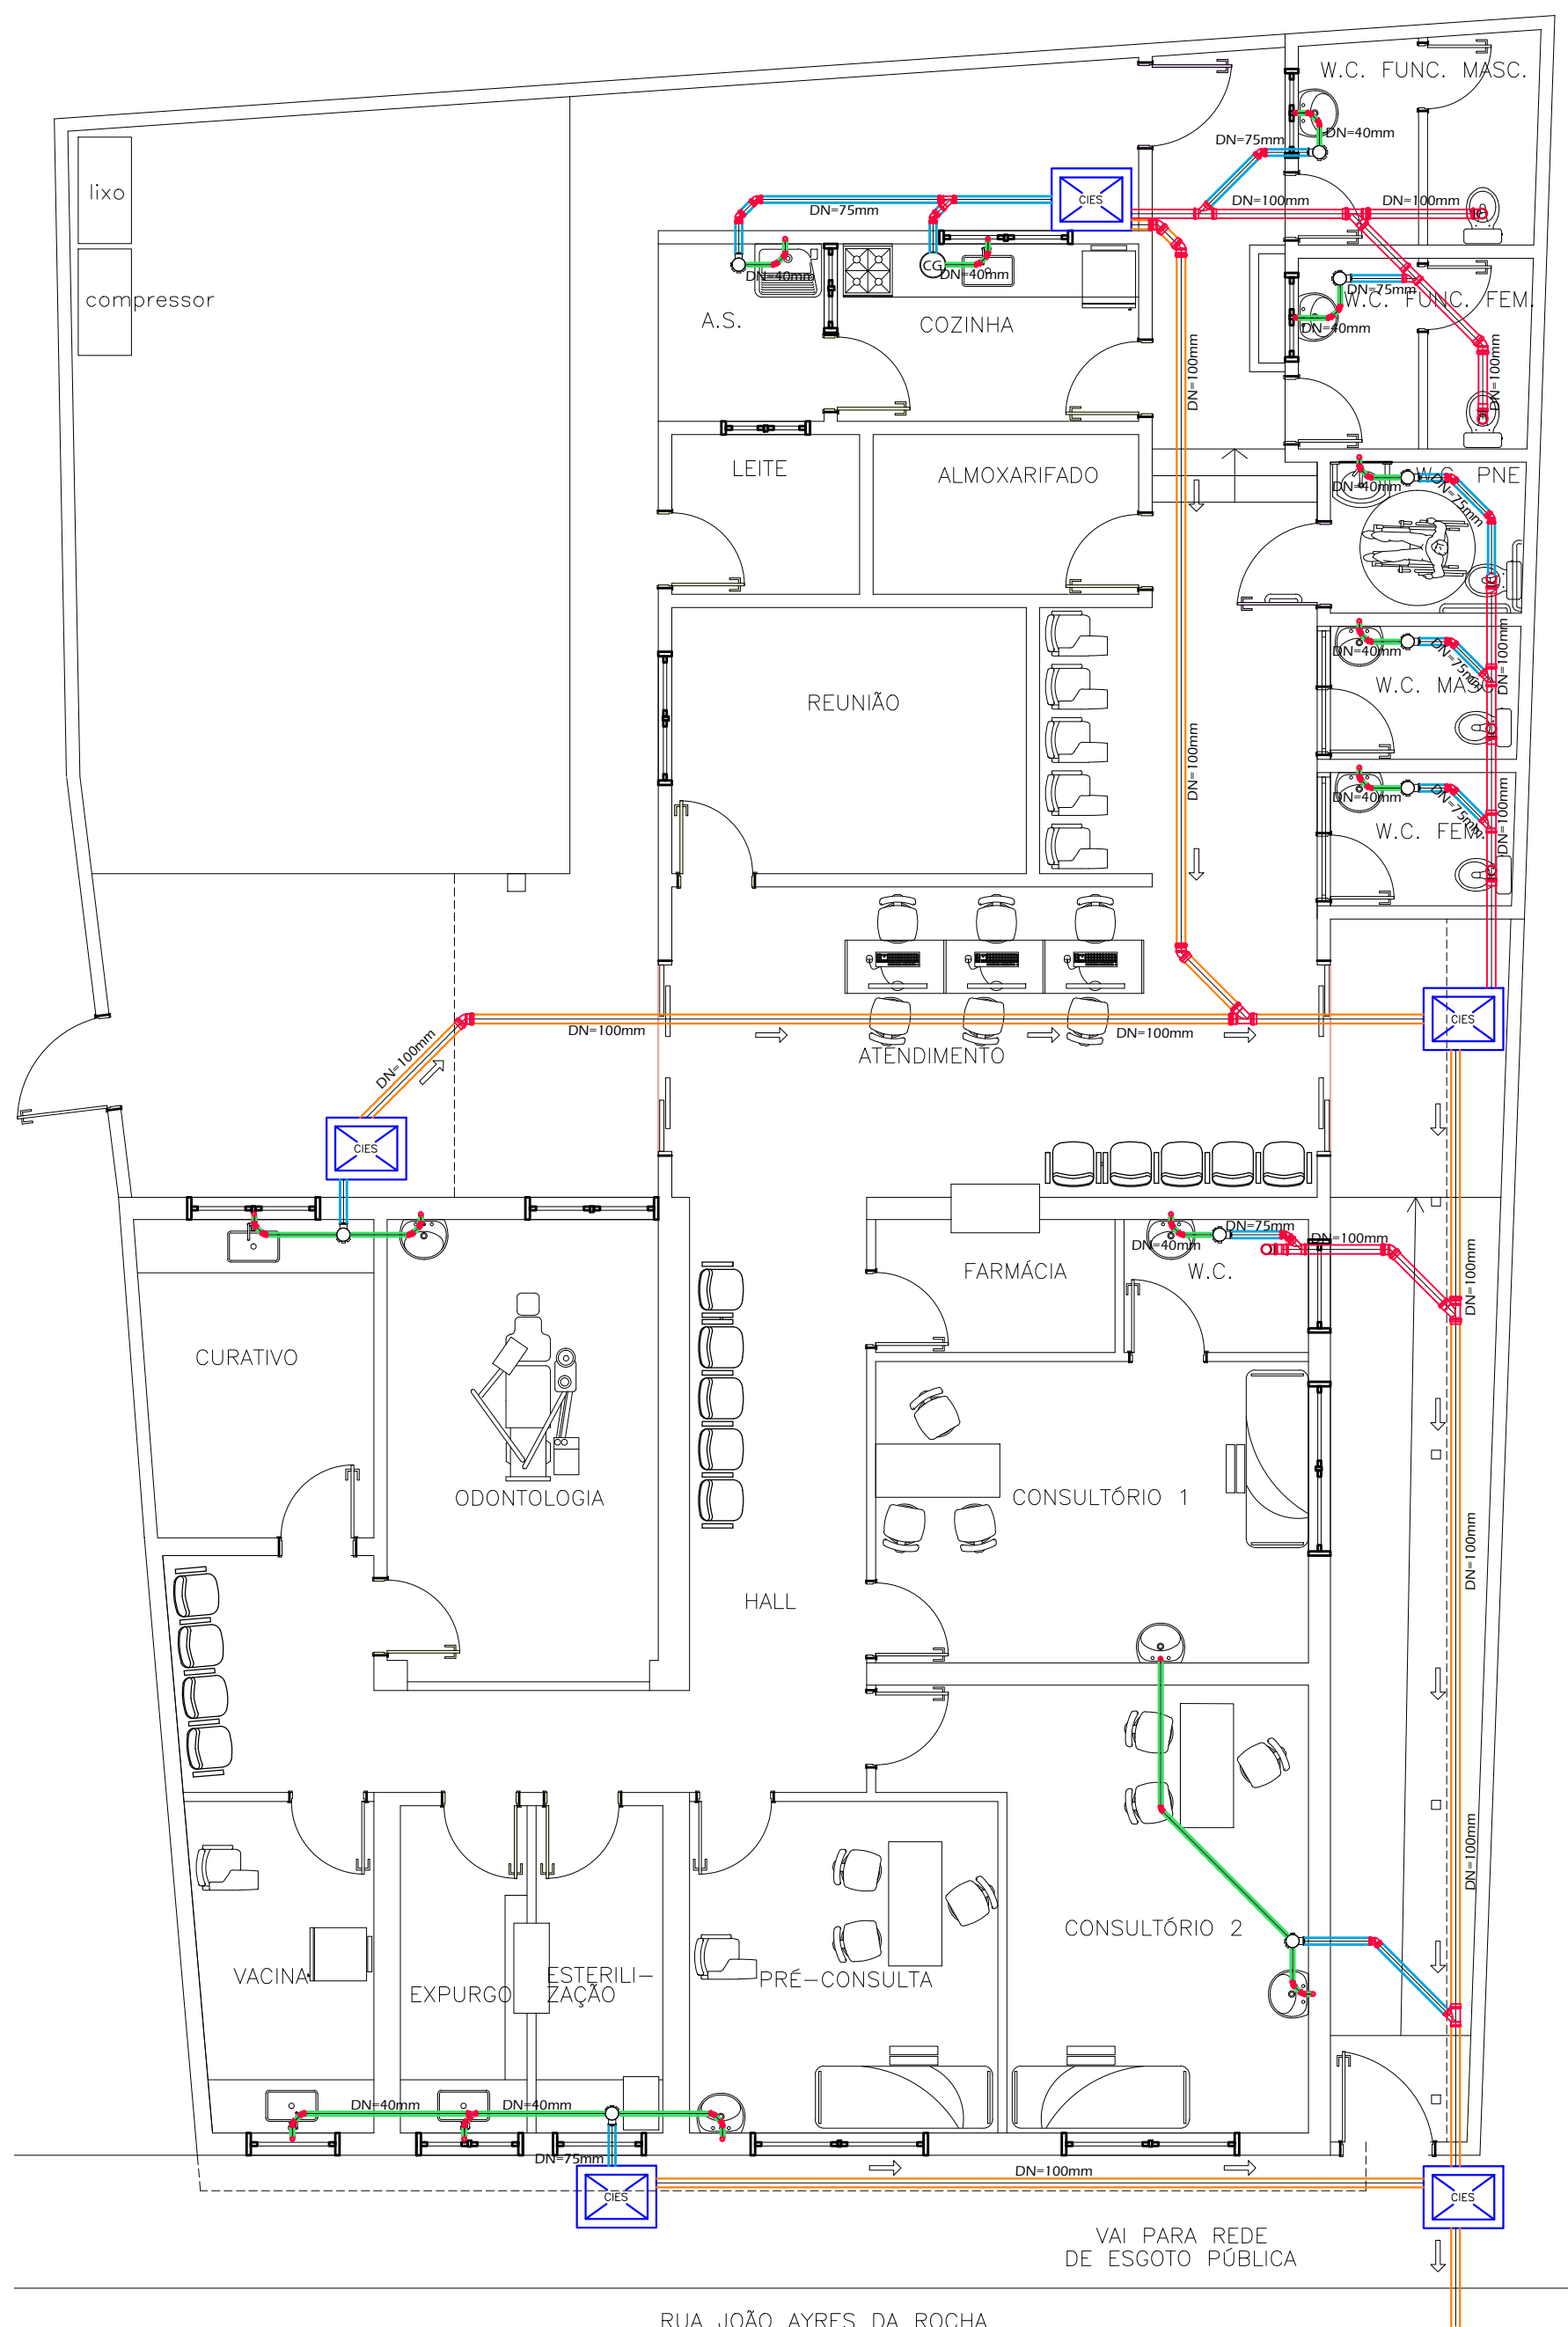 W.C. FUNC. MASC.
DN=40mm
DN=75mm
lixo
CIES
DN=100mm
DN=100mm
DN=75mm
CG
DN=40mm
DN=40mm
DN=75mm
compressor
W.C. FUNC. FEM.
A.S.
COZINHA
DN=40mm
DN=100mm
DN=100mm
LEITE
ALMOXARIFADO
W.C. PNE
DN=40mm
DN=75mm
DN=100mm
DN=40mm
DN=75mm
W.C. MASC.
REUNIÃO
DN=100mm
DN=40mm
DN=75mm
DN=100mm
W.C. FEM.
CIES
DN=100mm
DN=100mm
DN=100mm
ATENDIMENTO
CIES
DN=75mm
DN=100mm
DN=40mm
FARMÁCIA
W.C.
DN=100mm
CURATIVO
ODONTOLOGIA
CONSULTÓRIO 1
DN=100mm
HALL
DN=100mm
CONSULTÓRIO 2
VACINA
EXPURGO
ESTERILI-
ZAÇÃO
PRÉ-CONSULTA
DN=40mm
DN=40mm
DN=75mm
DN=100mm
CIES
CIES
VAI PARA REDE
DE ESGOTO PÚBLICA
RUA JOÃO AYRES DA ROCHA